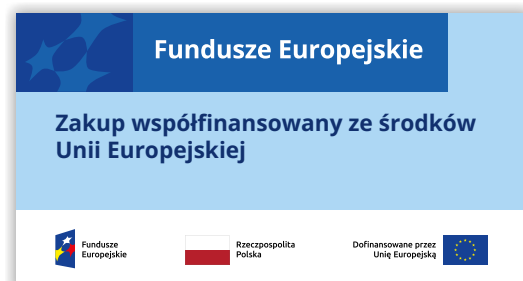 Fundusze Europejskie
Zakup współfinansowany ze środków
Unii Europejskiej
Fundusze
Europejskie
Rzeczpospolita
Polska
Dofinansowane przez
Unię Europejską